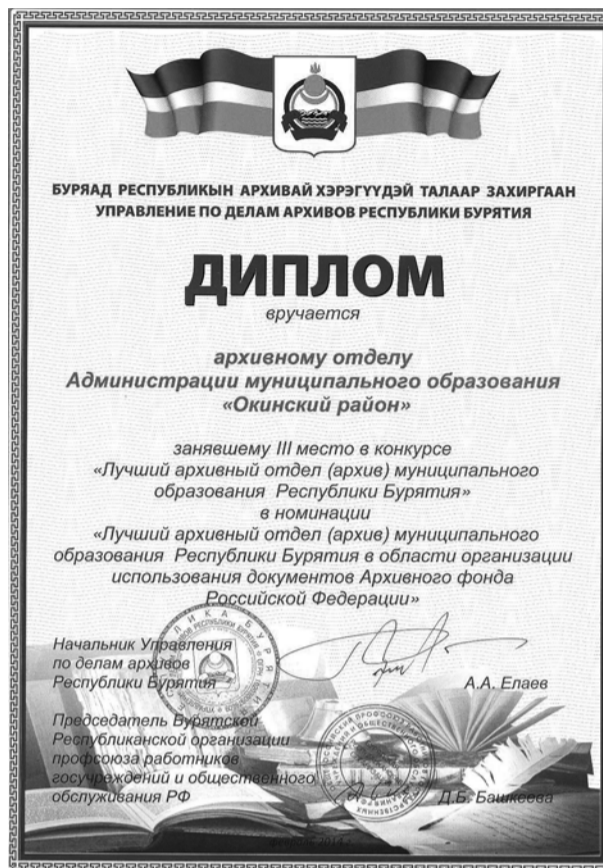 БУРЯАД РЕСПУБЛИКЫН АРХИВАЙ ХЭРЭГҮҮДЭЙ ТАЛААР ЗАХИРГААН
УПРАВЛЕНИЕ ПО ДЕЛАМ АРХИВОВ РЕСПУБЛИКИ БУРЯТИЯ
ДИПЛОМ
вручается
архивному отделу
Администрации муниципального образования
«Окинский район»
занявшему III место в конкурсе
«Лучший архивный отдел (архив) муниципального
образования Республики Бурятия»
в номинации
«Лучший архивный отдел (архив) муниципального
образования Республики Бурятия в области организации
использования документов Архивного фонда
Российской Федерации»
Начальник Управления
по делам архивов
Республики Бурятия
А.А. Елаев
Председатель Бурятской
Республиканской организации
профсоюза работников
госучреждений и общественного
обслуживания РФ
Д.Б. Башкеева